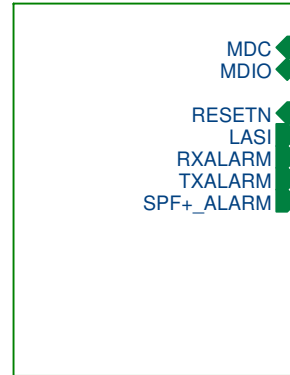 MDC
MDIO
RESETN
LASI
RXALARM
TXALARM
SPF+_ALARM